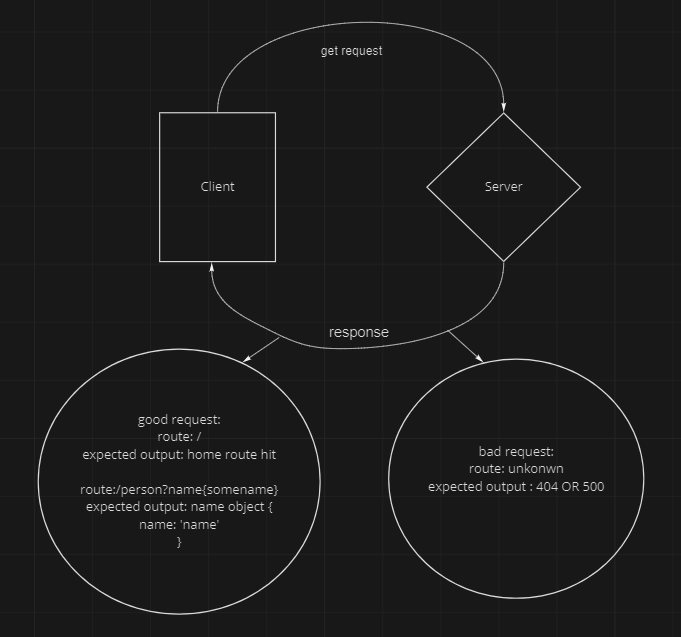 get request
Client
Server
response
good request:
route: /
expected output: home route hit
route:/person?name{somename}
expected output: name object {
name: 'name'
}
bad request:
route: unkonwn
expected output : 404 OR 500